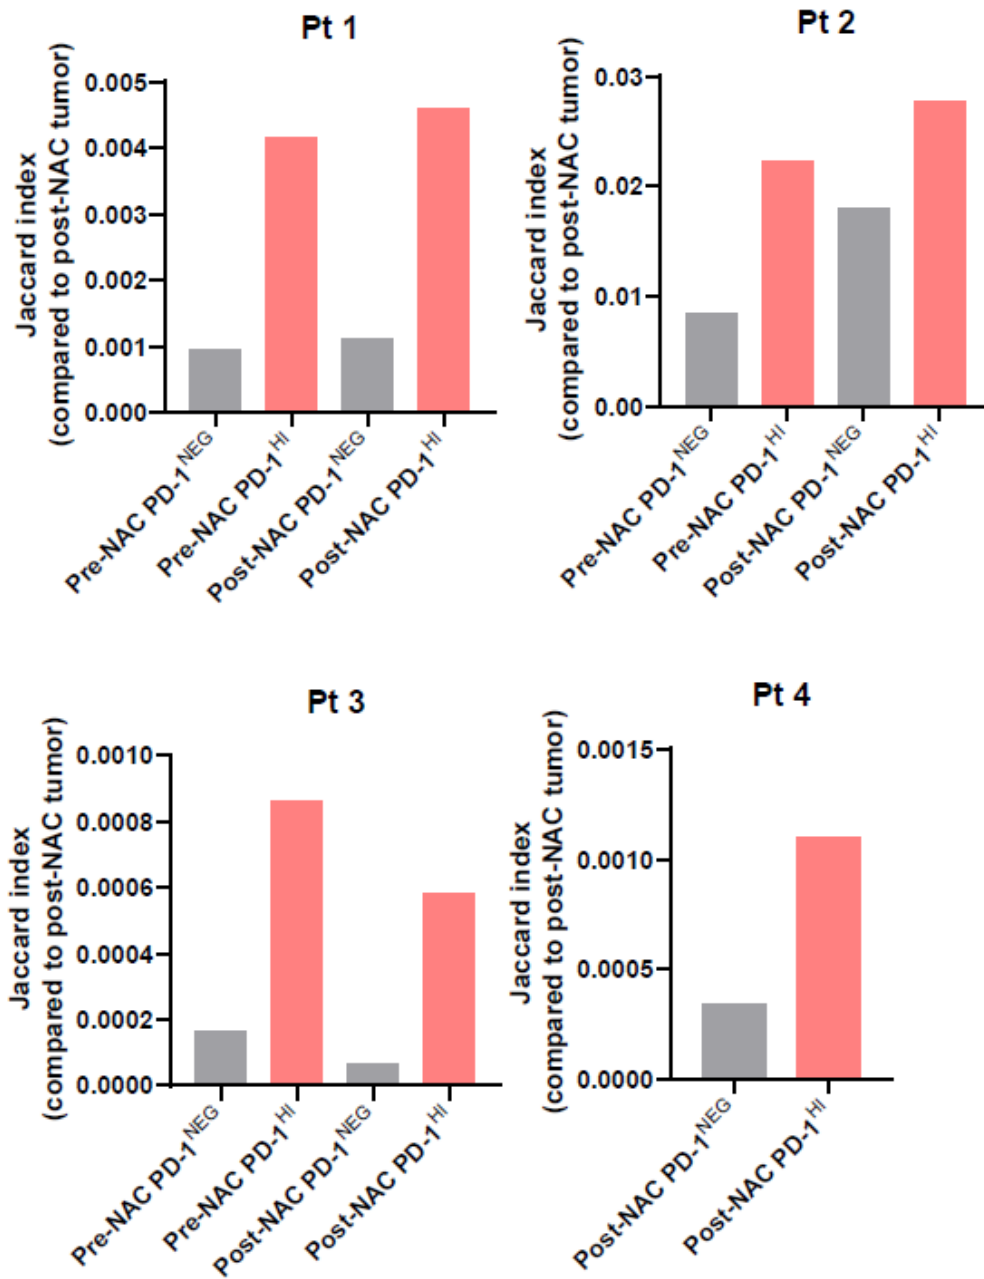 Pt 1
Jaccard index
(compared to post-NAC tumor)
0.005
0.004
0.003
0.002
0.001
0.000
Pre-NAC PD-1NEG
Pre-NAC PD-1HI
Post-NAC PD-1NEG
Post-NAC PD-1HI
Pt 2
Jaccard index
(compared to post-NAC tumor)
0.03
0.02
0.01
0.00
Pre-NAC PD-1NEG
Pre-NAC PD-1HI
Post-NAC PD-1NEG
Post-NAC PD-1HI
Pt 3
Jaccard index
(compared to post-NAC tumor)
0.0010
0.0008
0.0006
0.0004
0.0002
0.0000
Pre-NAC PD-1NEG
Pre-NAC PD-1HI
Post-NAC PD-1NEG
Post-NAC PD-1HI
Pt 4
Jaccard index
(compared to post-NAC tumor)
0.0015
0.0010
0.0005
0.0000
Post-NAC PD-1NEG
Post-NAC PD-1HI